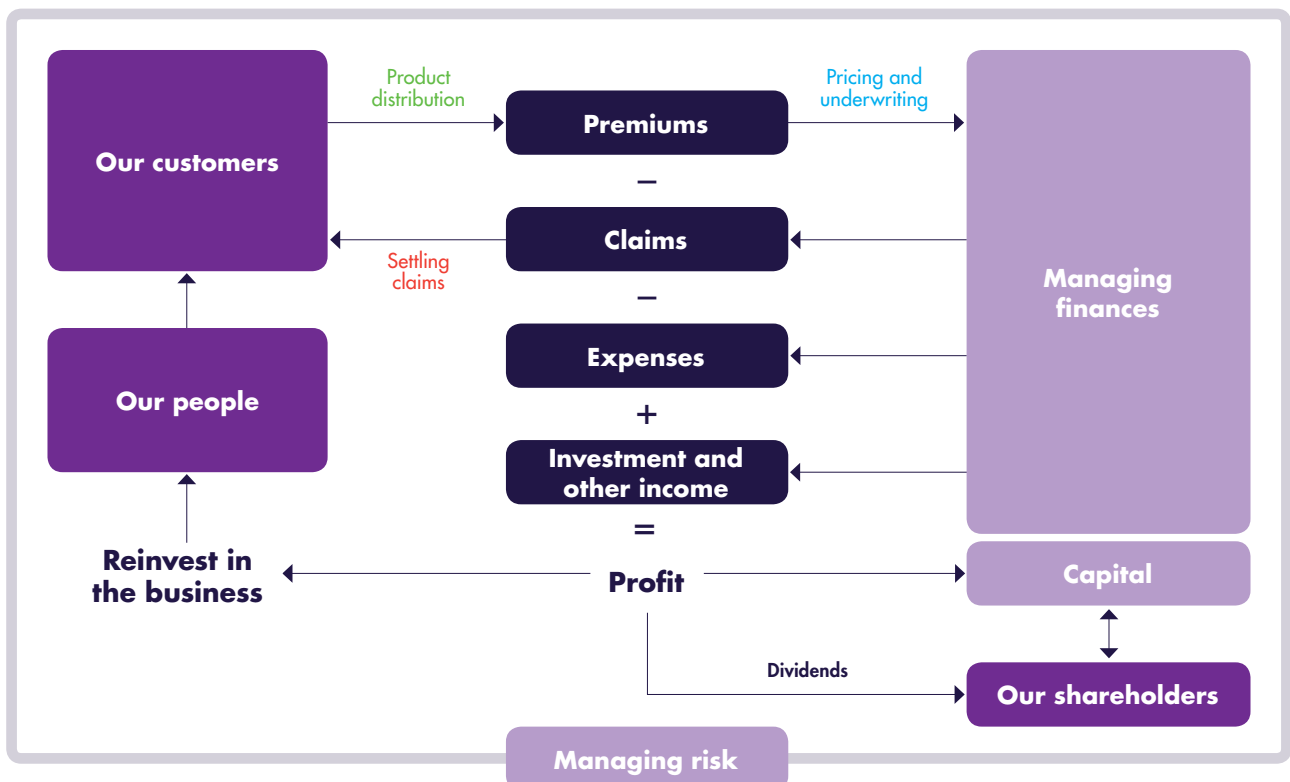 Product
distribution
Pricing and
underwriting
Our customers
Premiums
−
Settling
claims
Claims
−
Managing
finances
Our people
Expenses
+
Investment and
other income
=
Reinvest in
the business
Profit
Capital
Dividends
Our shareholders
Managing risk